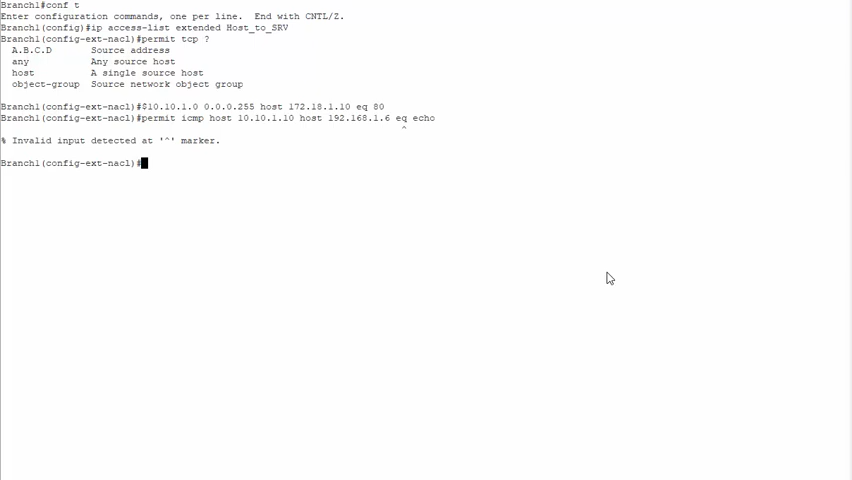 Branch1#conf t
Enter configuration commands, one per line.  End with CNTL/Z.
Branch1(config)#ip access-list extended Host_to_SRV
Branch1(config-ext-nacl)#permit tcp ?
  A.B.C.D       Source address
  any           Any source host
  host          A single source host
  object-group  Source network object group
Branch1(config-ext-nacl)#$10.10.1.0 0.0.0.255 host 172.18.1.10 eq 80
Branch1(config-ext-nacl)#permit icmp host 10.10.1.10 host 192.168.1.6 eq echo
^
% Invalid input detected at '^' marker.
Branch1(config-ext-nacl)#